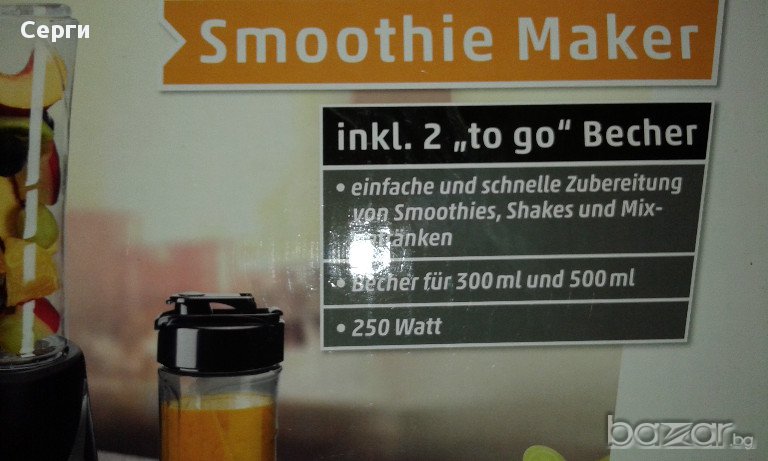 Серги
Smoothie Maker
inkl. 2 „to go“ Becher
• einfache und schnelle Zubereitung
von Smoothies, Shakes und Mix-
• Becher für 300 ml und 500 ml
• 250 Watt
bazar.bg